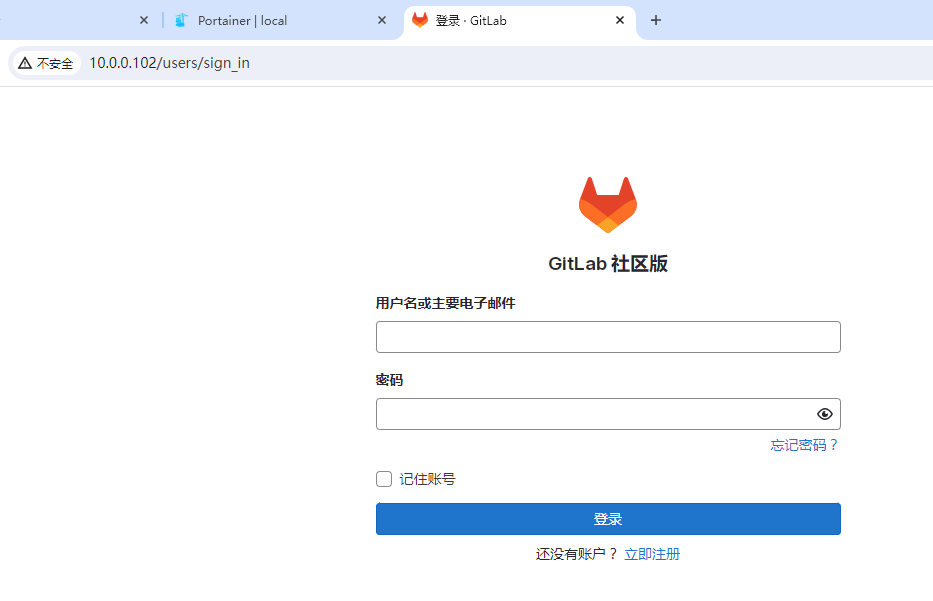 Portainer | local
登录 · GitLab
不安全 10.0.0.102/users/sign_in
GitLab 社区版
用户名或主要电子邮件
密码
忘记密码？
记住账号
登录
还没有账户？ 立即注册